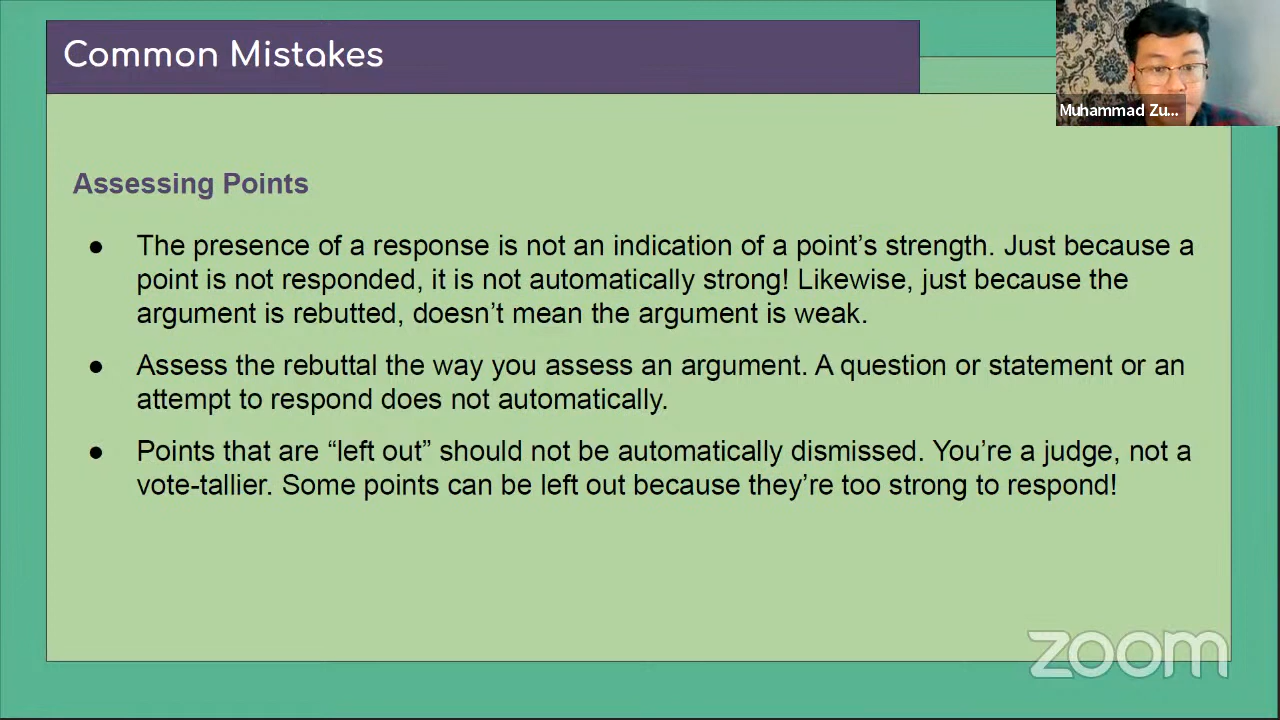 Common Mistakes
Muhammad Zu...
Assessing Points
● The presence of a response is not an indication of a point’s strength. Just because a
point is not responded, it is not automatically strong! Likewise, just because the
argument is rebutted, doesn’t mean the argument is weak.
● Assess the rebuttal the way you assess an argument. A question or statement or an
attempt to respond does not automatically.
● Points that are “left out” should not be automatically dismissed. You’re a judge, not a
vote-tallier. Some points can be left out because they’re too strong to respond!
zoom